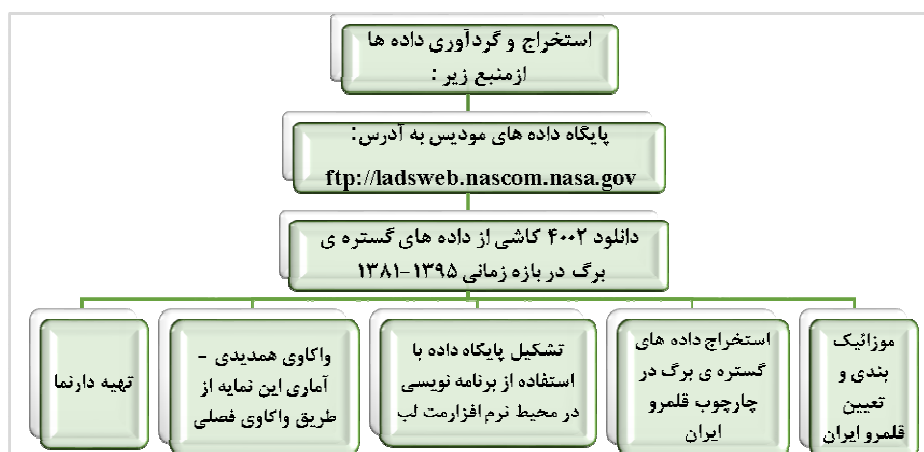 استخراج و گردآوری داده ها
ازمنبع زیر :
پایگاه داده های مودیس به آدرس:
ftp://ladsweb.nascom.nasa.gov
دانلود ۴۰۰۲ کاشی از داده های گستره ی
برگ در بازه زمانی ۱۳۹۵-۱۳۸۱
موزائیک
بندی و
تعیین
قلمرو ایران
استخراج داده های
گستره ی برگ در
چارچوب قلمرو
ایران
تشکیل پایگاه داده با
استفاده از برنامه نویسی
در محیط نرم افزارمت لب
واکاوی همدیدی -
آماری این نمایه از
طریق واکاوی فصلی
تهیه دارنما